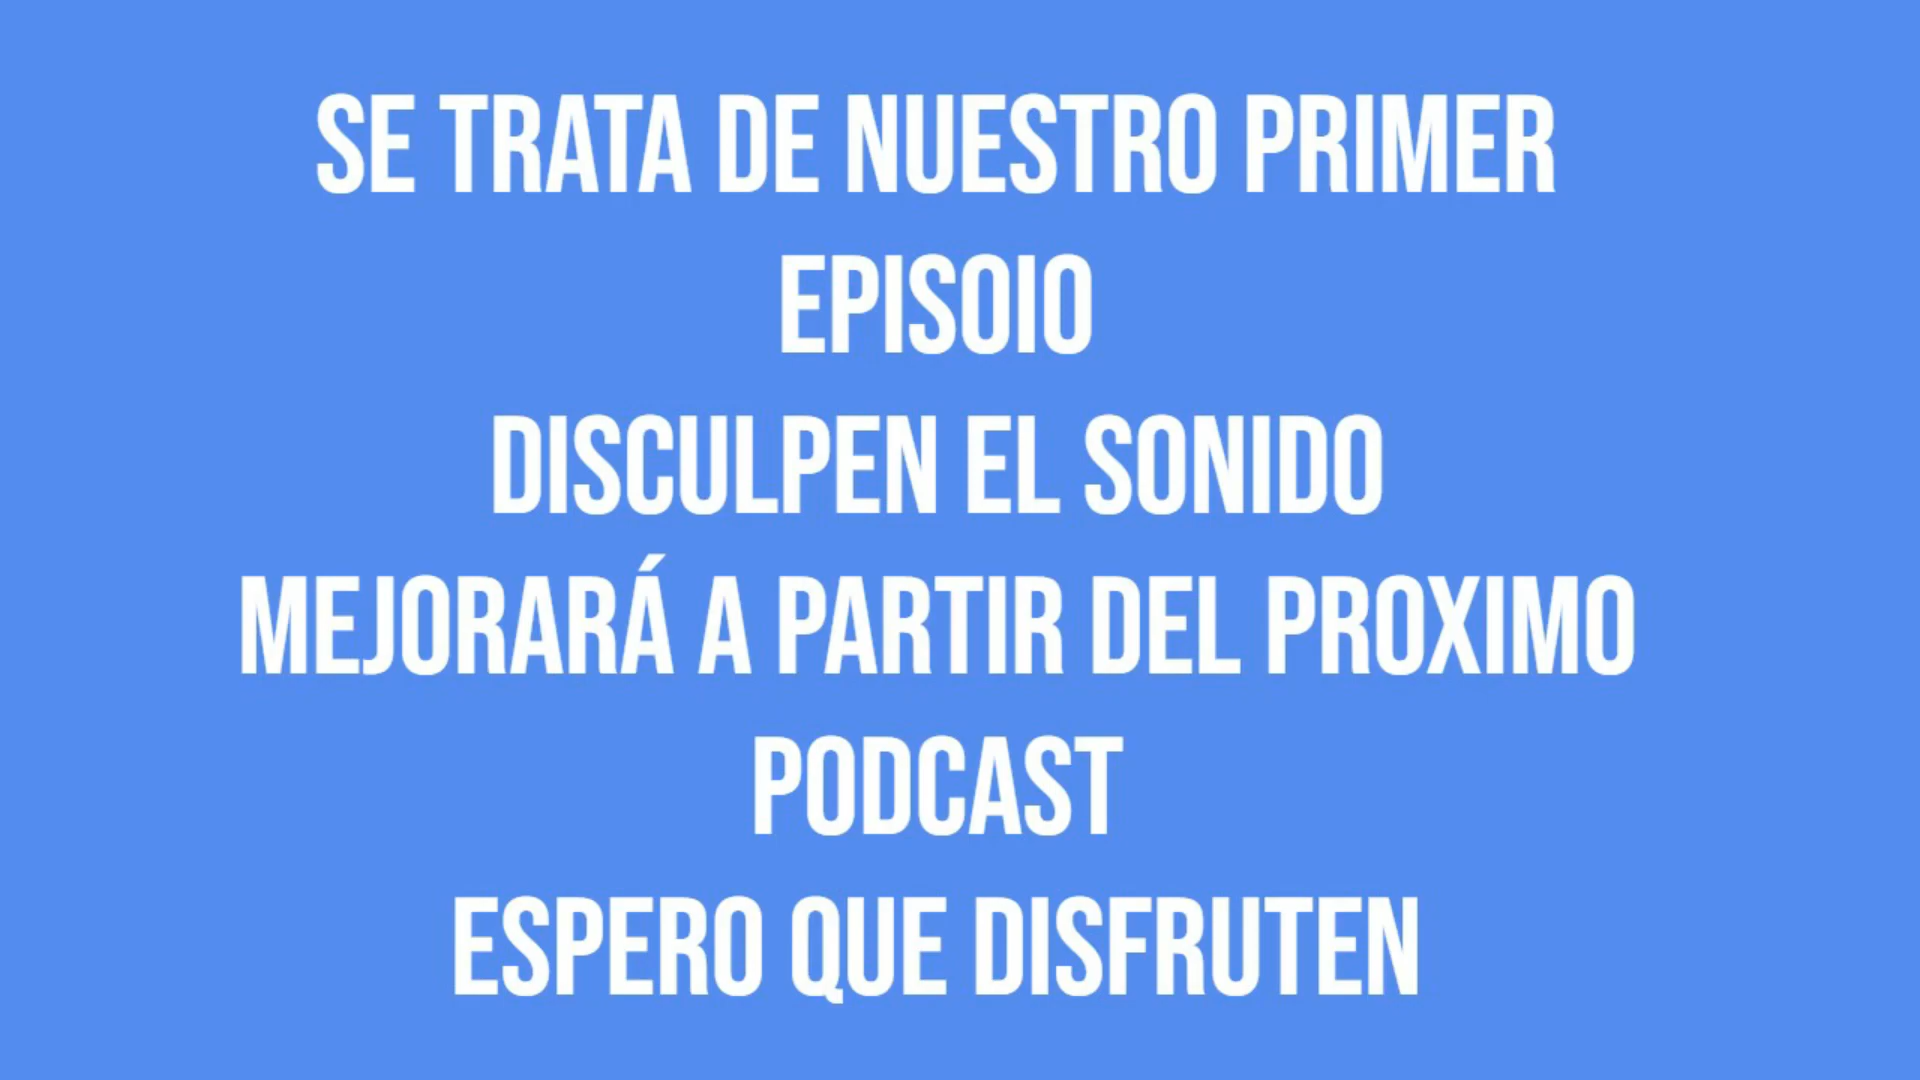 SE TRATA DE NUESTRO PRIMER
EPISOIO
DISCULPEN EL SONIDO
MEJORARÁ A PARTIR DEL PROXIMO
PODCAST
ESPERO QUE DISFRUTEN